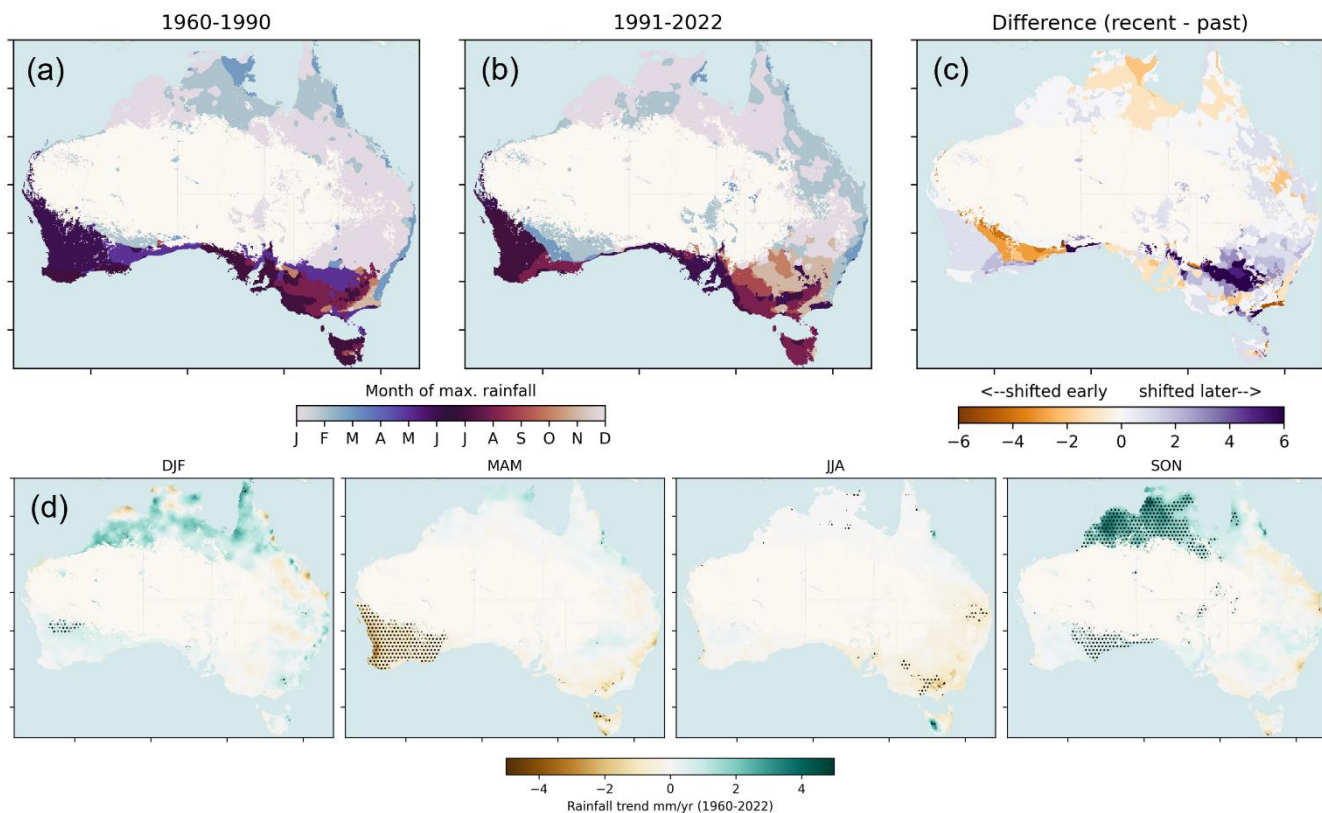 1960-1990
1991-2022
Difference (recent - past)
(a)
(b)
(c)
Month of max. rainfall
J F M A M J J A S O N D
<--shifted early shifted later-->
−6 −4 −2 0 2 4 6
DJF
MAM
JJA
SON
(d)
−4 −2 0 2 4
Rainfall trend mm/yr (1960-2022)